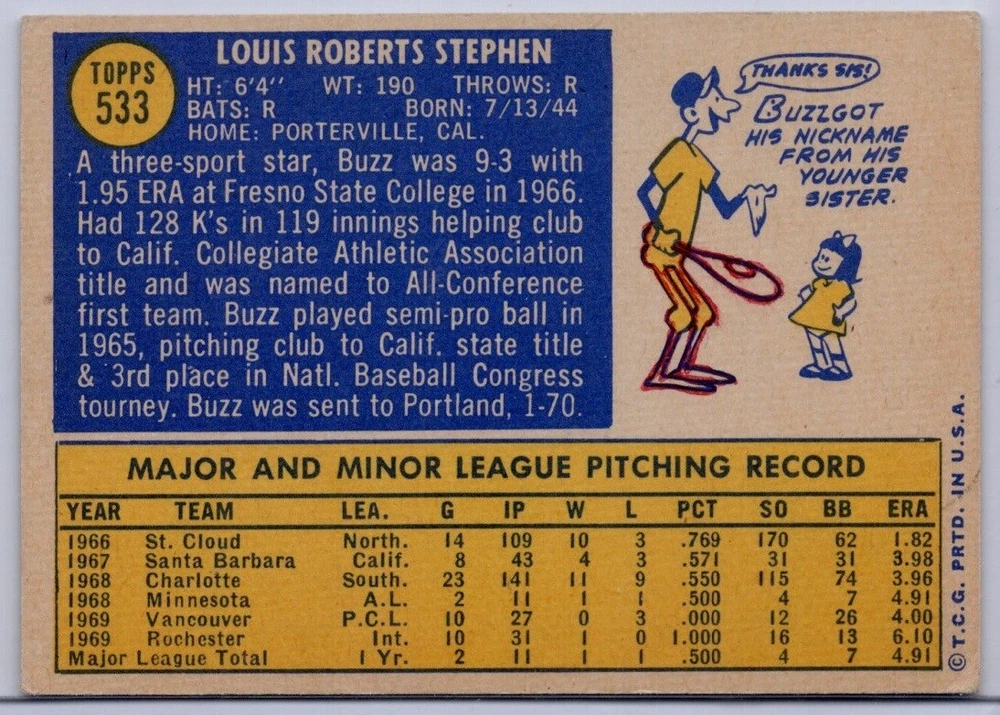 TOPPS
533
LOUIS ROBERTS STEPHEN
HT: 6'4'' WT: 190 THROWS: R
BATS: R BORN: 7/13/44
HOME: PORTERVILLE, CAL.
A three-sport star, Buzz was 9-3 with
1.95 ERA at Fresno State College in 1966.
Had 128 K's in 119 innings helping club
to Calif. Collegiate Athletic Association
title and was named to All-Conference
first team. Buzz played semi-pro ball in
1965, pitching club to Calif. state title
& 3rd place in Natl. Baseball Congress
tourney. Buzz was sent to Portland, 1-70.
THANKS SIS!
BUZZ GOT
HIS NICKNAME
FROM HIS
YOUNGER
SISTER.
MAJOR AND MINOR LEAGUE PITCHING RECORD
YEAR TEAM LEA. G IP W L PCT SO BB ERA
1966 St. Cloud North. 14 109 10 3 .769 170 62 1.82
1967 Santa Barbara Calif. 8 43 4 3 .571 31 31 3.98
1968 Charlotte South. 23 141 11 9 .550 115 74 3.96
1968 Minnesota A.L. 2 11 1 1 .500 4 7 4.91
1969 Vancouver P.C.L. 10 27 0 3 .000 12 26 4.00
1969 Rochester Int. 10 31 1 0 1.000 16 13 6.10
Major League Total 1 Yr. 2 11 1 1 .500 4 7 4.91
© T.C.G. PRTD. IN U.S.A.